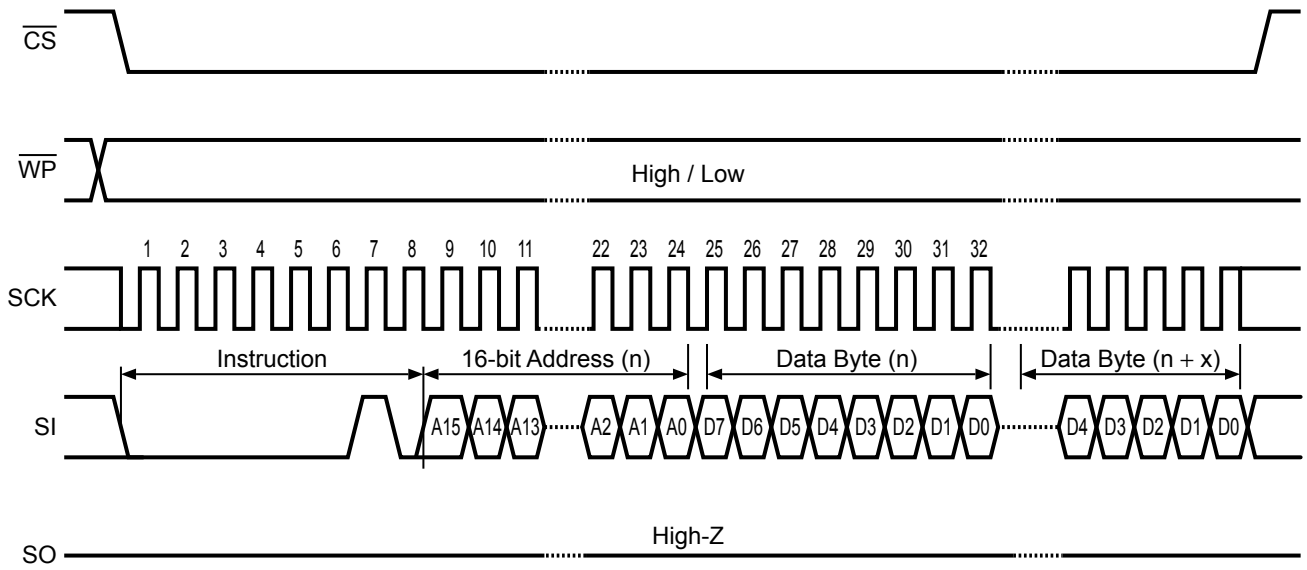 CS
WP
High / Low
1 2 3 4 5 6 7 8 9 10 11 22 23 24 25 26 27 28 29 30 31 32
SCK
Instruction 16-bit Address (n) Data Byte (n) Data Byte (n + x)
SI A15 A14 A13 A2 A1 A0 D7 D6 D5 D4 D3 D2 D1 D0 D4 D3 D2 D1 D0
High-Z
SO